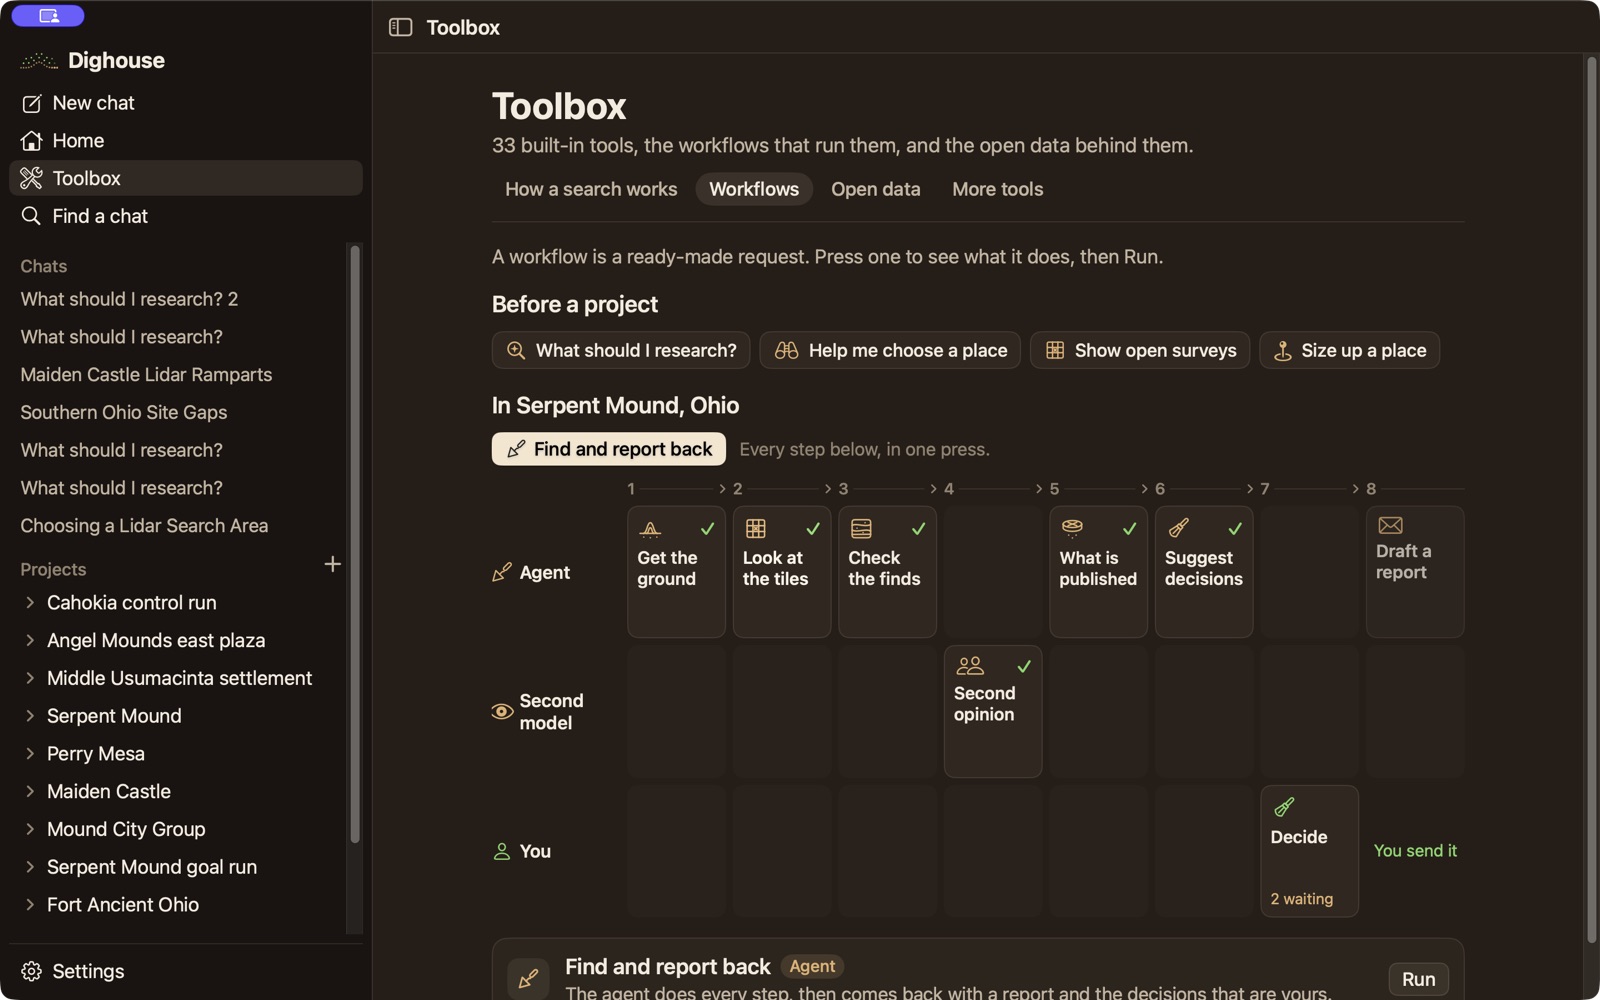 Dighouse
New chat
Home
Toolbox
Find a chat
Chats
What should I research? 2
What should I research?
Maiden Castle Lidar Ramparts
Southern Ohio Site Gaps
What should I research?
What should I research?
Choosing a Lidar Search Area
Projects
Cahokia control run
Angel Mounds east plaza
Middle Usumacinta settlement
Serpent Mound
Perry Mesa
Maiden Castle
Mound City Group
Serpent Mound goal run
Fort Ancient Ohio
Settings
Toolbox
Toolbox
33 built-in tools, the workflows that run them, and the open data behind them.
How a search works
Workflows
Open data
More tools
A workflow is a ready-made request. Press one to see what it does, then Run.
Before a project
What should I research?
Help me choose a place
Show open surveys
Size up a place
In Serpent Mound, Ohio
Find and report back
Every step below, in one press.
1 2 3 4 5 6 7 8
Agent
Get the
ground
Look at
the tiles
Check
the finds
What is
published
Suggest
decisions
Draft a
report
Second
model
Second
opinion
You
Decide
2 waiting
You send it
Find and report back
Agent
The agent does every step, then comes back with a report and the decisions that are yours.
Run